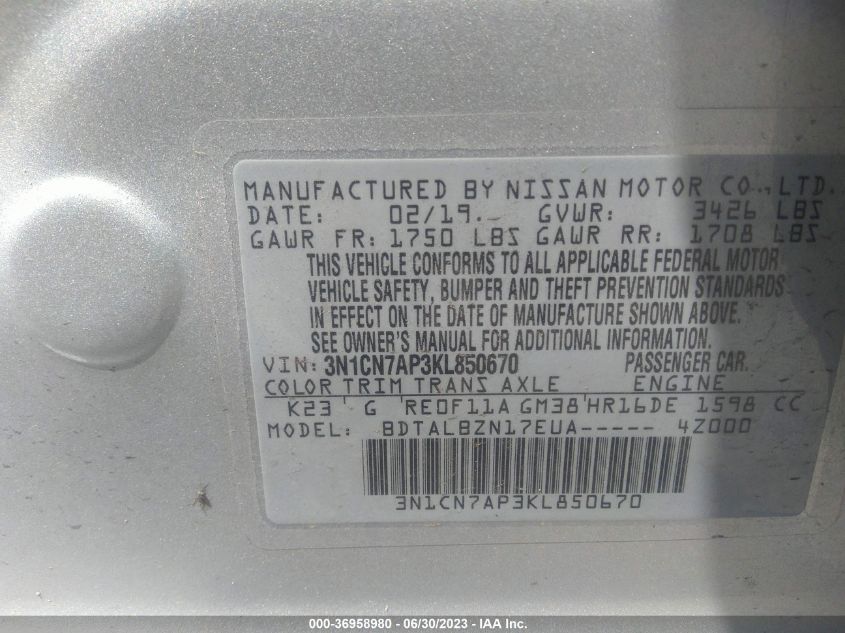 MANUFACTURED BY NISSAN MOTOR CO., LTD.
DATE: 02/19. GVWR: 3426 LBS
GAWR FR: 1750 LBS GAWR RR: 1708 LBS
THIS VEHICLE CONFORMS TO ALL APPLICABLE FEDERAL MOTOR
VEHICLE SAFETY, BUMPER AND THEFT PREVENTION STANDARDS
IN EFFECT ON THE DATE OF MANUFACTURE SHOWN ABOVE.
SEE OWNER'S MANUAL FOR ADDITIONAL INFORMATION.
VIN: 3N1CN7AP3KL850670 PASSENGER CAR.
COLOR TRIM TRANS AXLE ENGINE
K23 G RE0F11A GM38 HR16DE 1598 CC
MODEL: BDTALBZN17EUA----- 4Z000
3N1CN7AP3KL850670
000-36958980 - 06/30/2023 - IAA Inc.